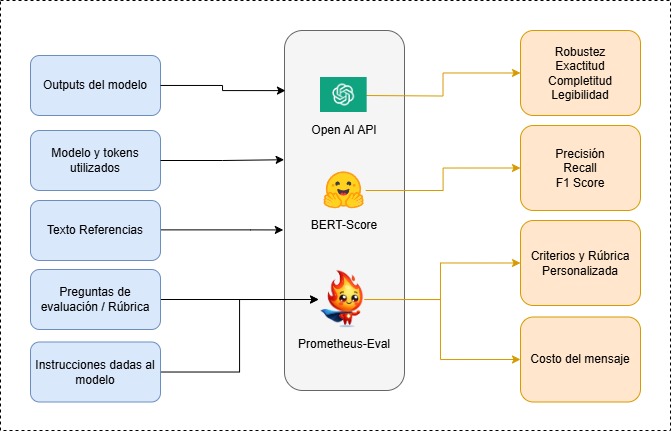 Outputs del modelo
Modelo y tokens
utilizados
Texto Referencias
Preguntas de
evaluación / Rúbrica
Instrucciones dadas al
modelo
Open AI API
BERT-Score
Prometheus-Eval
Robustez
Exactitud
Completitud
Legibilidad
Precisión
Recall
F1 Score
Criterios y Rúbrica
Personalizada
Costo del mensaje